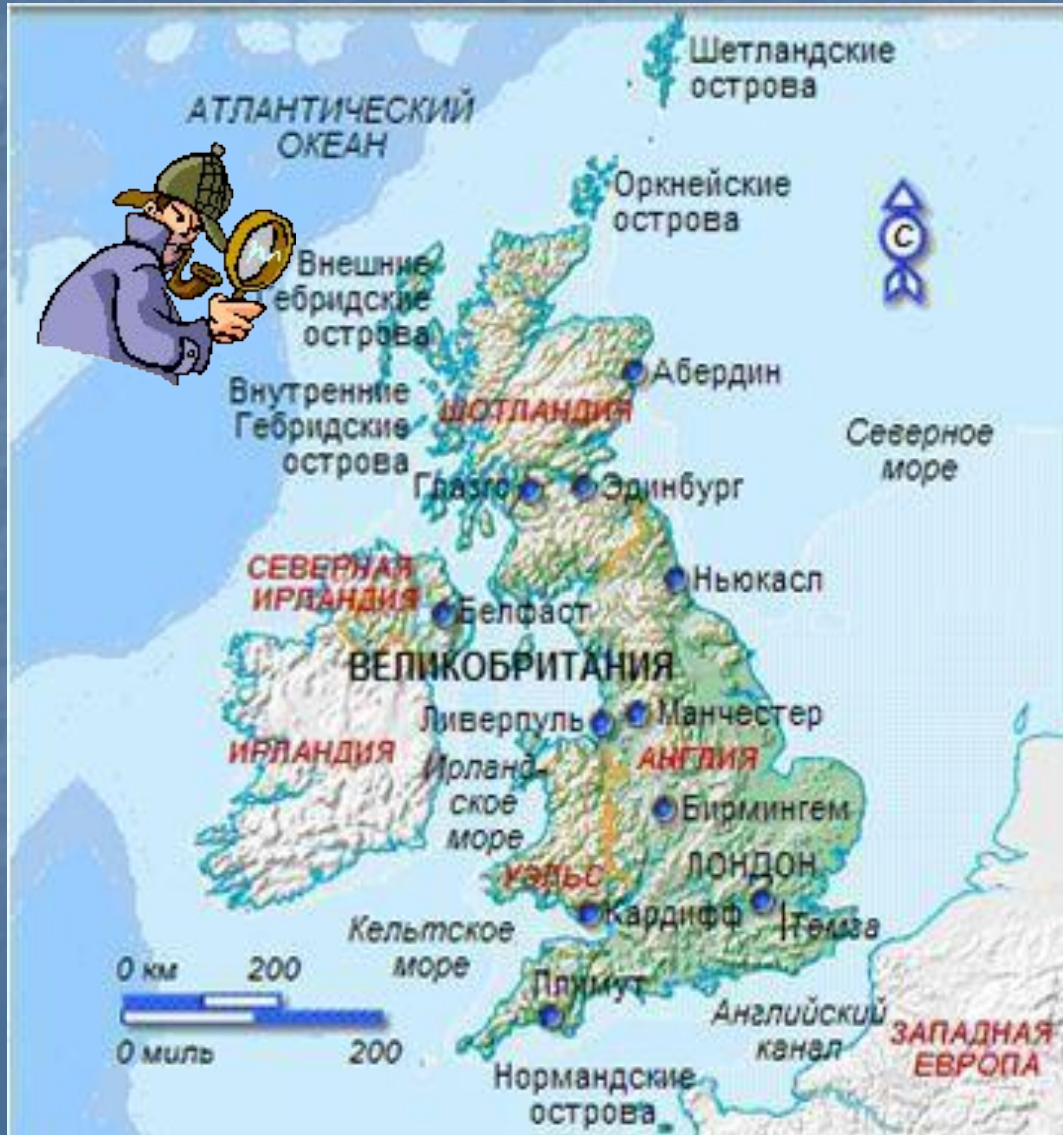 Шетландские
острова
АТЛАНТИЧЕСКИЙ
ОКЕАН
Оркнейские
острова
С
Внешние
Гебридские
острова
Абердин
Внутренние
Гебридские
острова
ШОТЛАНДИЯ
Северное
море
Глазго
Эдинбург
СЕВЕРНАЯ
ИРЛАНДИЯ
Ньюкасл
Белфаст
ВЕЛИКОБРИТАНИЯ
Ливерпуль
Манчестер
ИРЛАНДИЯ
АНГЛИЯ
Ирланд-
ское
море
Бирмингем
УЭЛЬС
ЛОНДОН
Кардифф
Темза
Кельтское
море
0 км 200
0 миль 200
Плимут
Английский
канал
ЗАПАДНАЯ
ЕВРОПА
Нормандские
острова